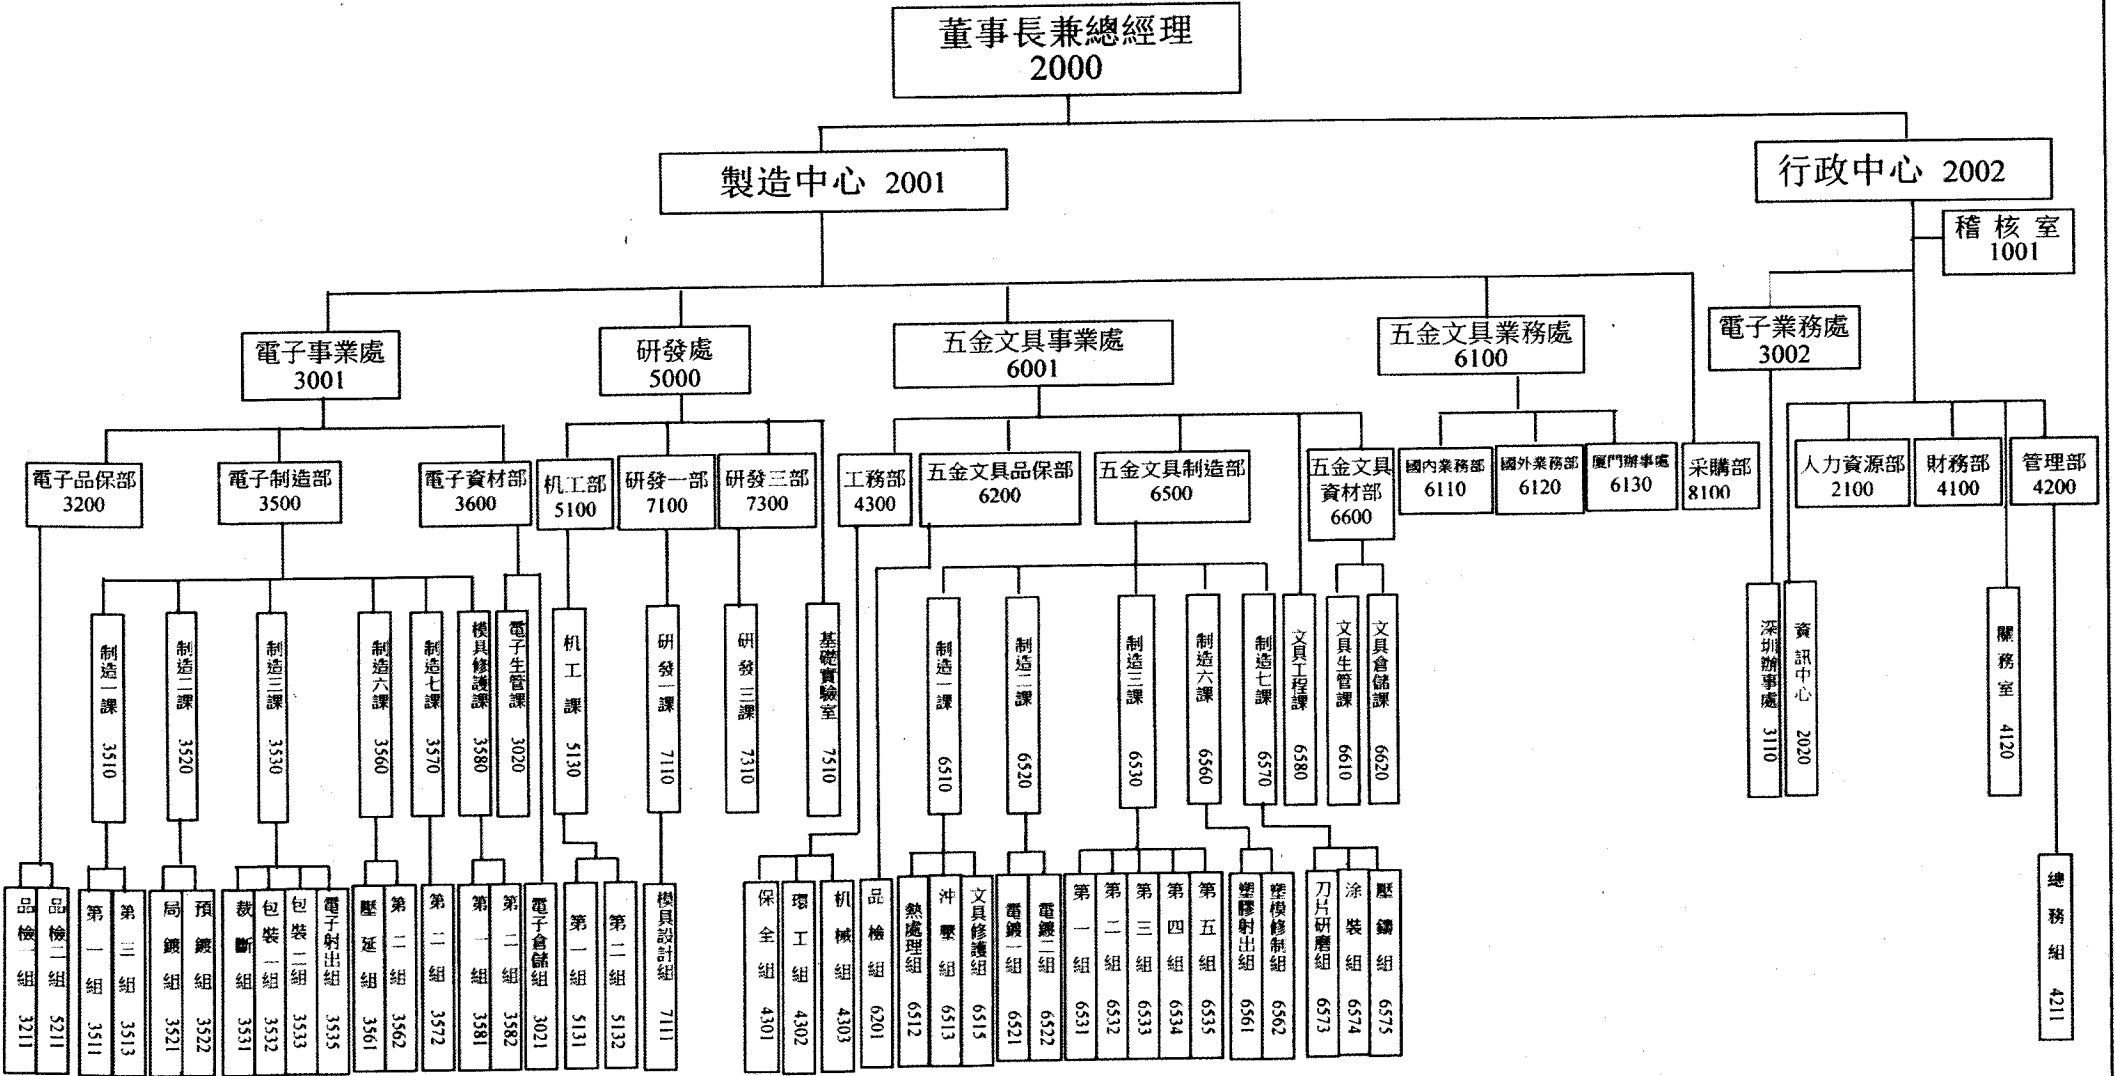 董事長兼總經理
2000
製造中心 2001
行政中心 2002
稽核室
1001
電子事業處
3001
研發處
5000
五金文具事業處
6001
五金文具業務處
6100
電子業務處
3002
電子品保部
3200
電子制造部
3500
電子資材部
3600
机工部
5100
研發一部
7100
研發三部
7300
工務部
4300
五金文具品保部
6200
五金文具制造部
6500
五金文具
資材部
6600
國內業務部
6110
國外業務部
6120
厦門辦事處
6130
采購部
8100
人力資源部
2100
財務部
4100
管理部
4200
制造一課 3510
制造二課 3520
制造三課 3530
制造六課 3560
制造七課 3570
模具修護課 3580
電子生管課 3020
机工課 5130
研發一課 7110
研發三課 7310
基礎實驗室 7510
制造一課 6510
制造二課 6520
制造三課 6530
制造六課 6560
制造七課 6570
文具工程課 6580
文具生管課 6610
文具倉儲課 6620
深圳辦事處 3110
資訊中心 2020
關務室 4120
品檢一組 3211
品檢二組 5211
第一組 3511
第三組 3513
局鍍組 3521
預鍍組 3522
裁斷組 3531
包裝一組 3532
包裝二組 3533
電子射出組 3535
壓延組 3561
第二組 3562
第二組 3572
第一組 3581
第二組 3582
電子倉儲組 3021
第一組 5131
第二組 5132
模具設計組 7111
保全組 4301
環工組 4302
机械組 4303
品檢組 6201
熱處理組 6512
沖壓組 6513
文具修護組 6515
電鍍一組 6521
電鍍二組 6522
第一組 6531
第二組 6532
第三組 6533
第四組 6534
第五組 6535
塑膠射出組 6561
塑模修制組 6562
刀片研磨組 6573
涂裝組 6574
壓鑄組 6575
總務組 4211